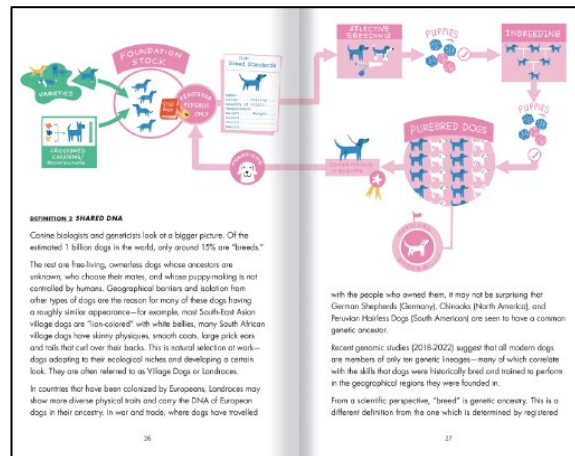 FOUNDATION
STOCK
VARIETIES
CROSSBRED
CREATIONS/
STUD
BOOK
REGISTERED
PEDIGREE
ONLY
Breed Standards
SELECTIVE
BREEDING
PUPPIES
INBREEDING
PUPPIES
PUREBRED DOGS
CHAMPIONS
OFFICIAL
BREED
DEFINITION 2 SHARED DNA
Canine biologists and geneticists look at a bigger picture. Of the
estimated 1 billion dogs in the world, only around 15% are “breeds.”
The rest are free-living, ownerless dogs whose ancestors are
unknown, who choose their mates, and whose puppy-making is not
controlled by humans. Geographical barriers and isolation from
other types of dogs are the reason for many of these dogs having
a roughly similar appearance—for example, most South-East Asian
village dogs are “lion-colored” with white bellies, many South African
village dogs have skinny physiques, smooth coats, large prick ears
and tails that curl over their backs. This is natural selection at work—
dogs adapting to their ecological niches and developing a certain
look. They are often referred to as Village Dogs or Landraces.
In countries that have been colonized by Europeans, Landraces may
show more diverse physical traits and carry the DNA of European
dogs in their ancestry. In war and trade, where dogs have travelled
26
with the people who owned them, it may not be surprising that
German Shepherds (Germany), Chinooks (North America), and
Peruvian Hairless Dogs (South American) are seen to have a common
genetic ancestor.
Recent genomic studies (2018-2022) suggest that all modern dogs
are members of only ten genetic lineages—many of which correlate
with the skills that dogs were historically bred and trained to perform
in the geographical regions they were founded in.
From a scientific perspective, “breed” is genetic ancestry. This is a
different definition from the one which is determined by registered
27